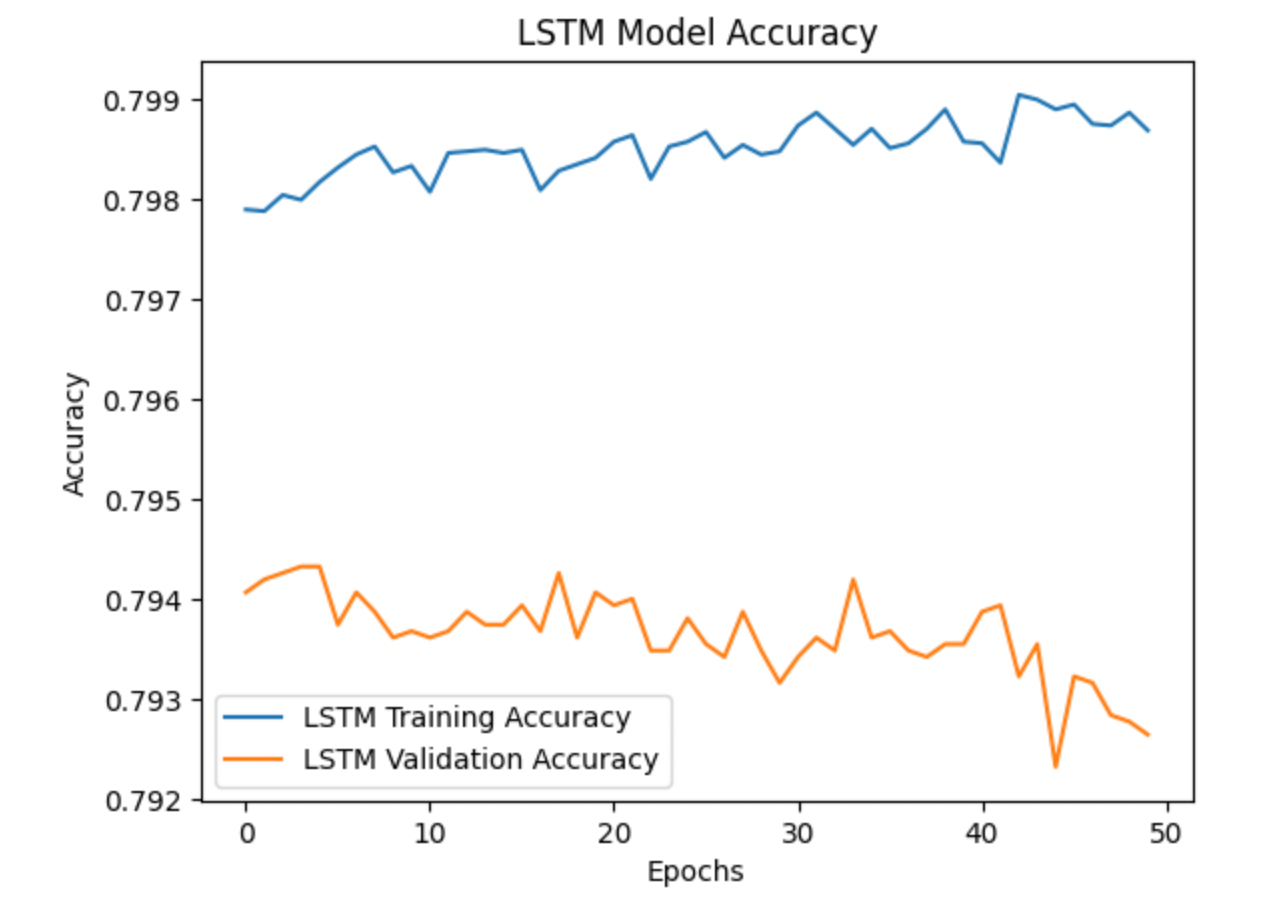 LSTM Model Accuracy
0.799
0.798
0.797
0.796
0.795
0.794
0.793
0.792
Accuracy
LSTM Training Accuracy
LSTM Validation Accuracy
0 10 20 30 40 50
Epochs